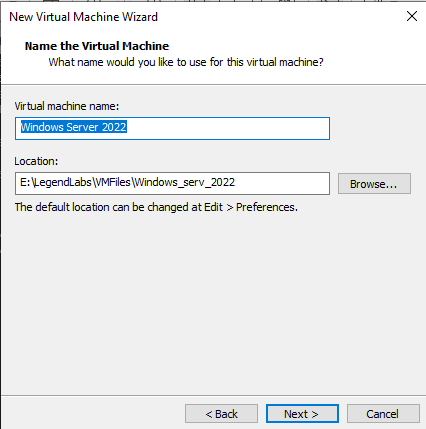 New Virtual Machine Wizard
Name the Virtual Machine
What name would you like to use for this virtual machine?
Virtual machine name:
Windows Server 2022
Location:
E:\LegendLabs\VMFiles\Windows_serv_2022
Browse...
The default location can be changed at Edit > Preferences.
< Back
Next >
Cancel